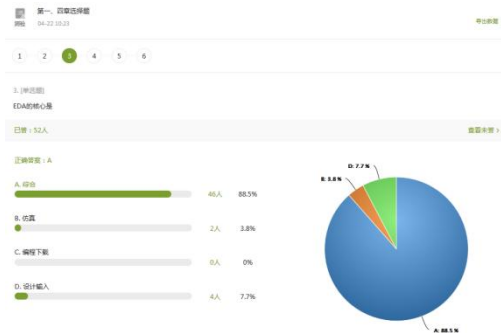 第一、四章选择题
测验
04-22 10:23
导出数据
1 2 3 4 5 6
3. [单选题]
EDA的核心是
已答：52人
查看未答 >
正确答案：A
A. 综合
46人 88.5%
B. 仿真
2人 3.8%
C. 编程下载
0人 0%
D. 设计输入
4人 7.7%
D: 7.7 %
B: 3.8 %
A: 88.5 %